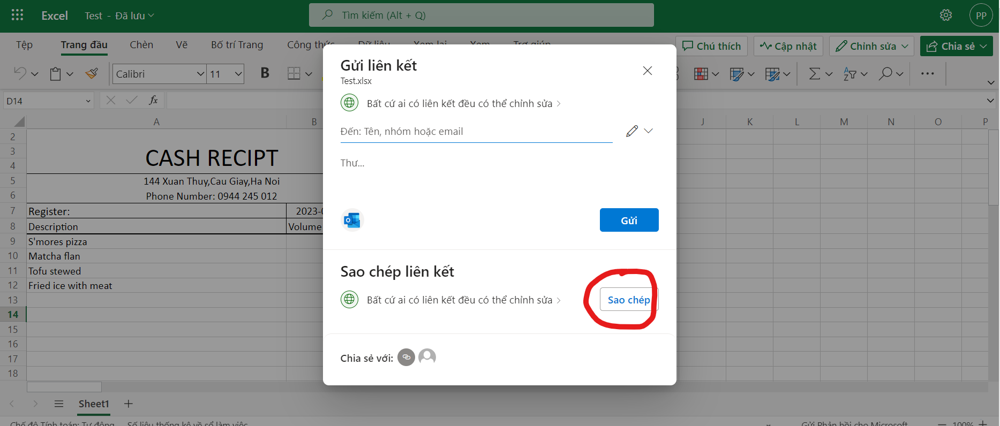 Excel Test - Đã lưu Tìm kiếm (Alt + Q) PP
Tệp Trang đầu Chèn Vẽ Bố trí Trang Công thức Dữ liệu Xem lại Xem Trợ giúp Chú thích Cập nhật Chỉnh sửa Chia sẻ
Calibri 11 B
D14 fx
A B J K L M N O P
2
3 CASH RECIPT
4
5 144 Xuan Thuy,Cau Giay,Ha Noi
6 Phone Number: 0944 245 012
7 Register: 2023-0
8 Description Volume
9 S'mores pizza
10 Matcha flan
11 Tofu stewed
12 Fried ice with meat
13
14
15
16
17
18
Gửi liên kết
Test.xlsx
Bất cứ ai có liên kết đều có thể chỉnh sửa
Đến: Tên, nhóm hoặc email
Thư...
Gửi
Sao chép liên kết
Bất cứ ai có liên kết đều có thể chỉnh sửa Sao chép
Chia sẻ với:
Sheet1
Chế độ Tính toán: Tự động Số liệu thống kê về sổ làm việc Gửi Phản hồi cho Microsoft 100%